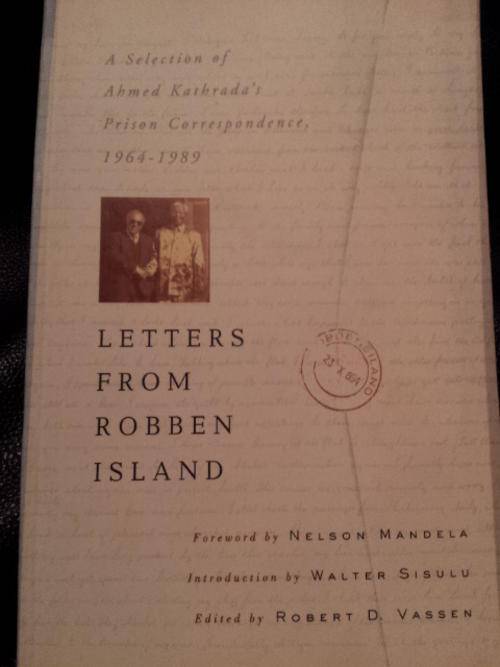 A Selection of
Ahmed Kathrada's
Prison Correspondence,
1964-1989
LETTERS
FROM
ROBBEN
ISLAND
Foreword by NELSON MANDELA
Introduction by WALTER SISULU
Edited by ROBERT D. VASSEN